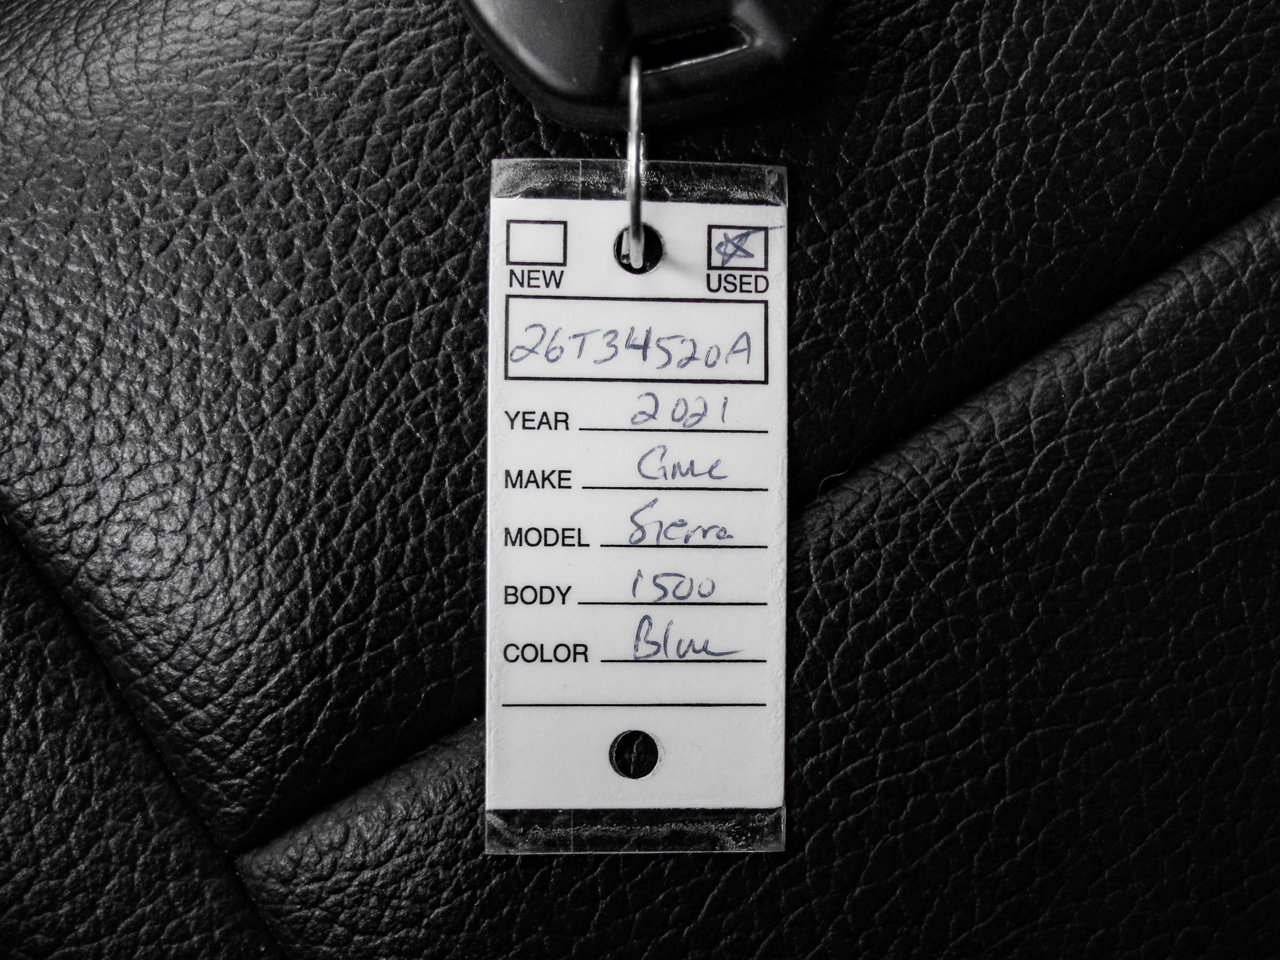 NEW USED
26T34520A
YEAR 2021
MAKE Gmc
MODEL Sierra
BODY 1500
COLOR Blue